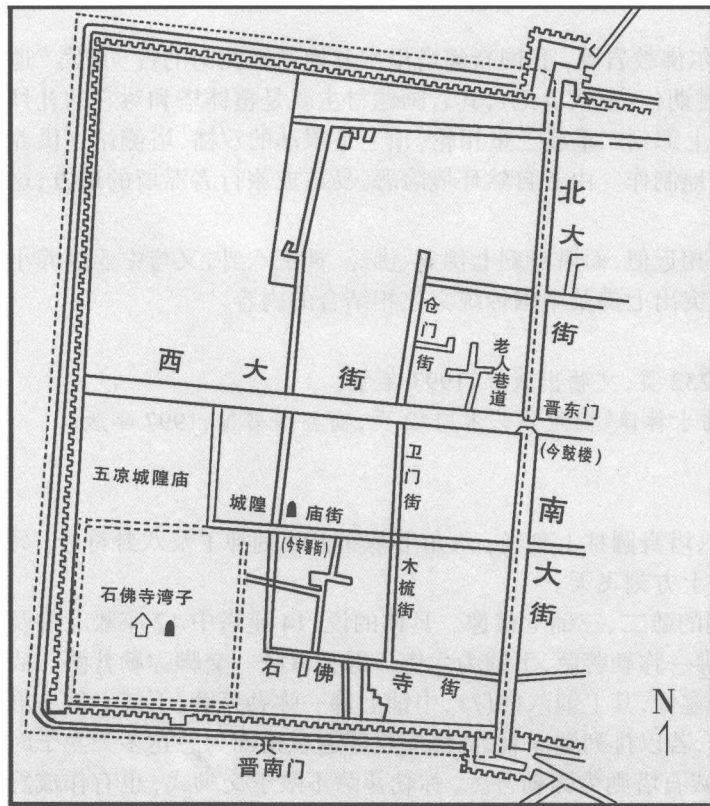 北大街
仓门街
老人巷道
西大街
晋东门
(今鼓楼)
卫门街
五凉城隍庙
城隍
庙街
(今专署街)
南大街
木梳街
石佛寺湾子
石佛寺街
N
晋南门